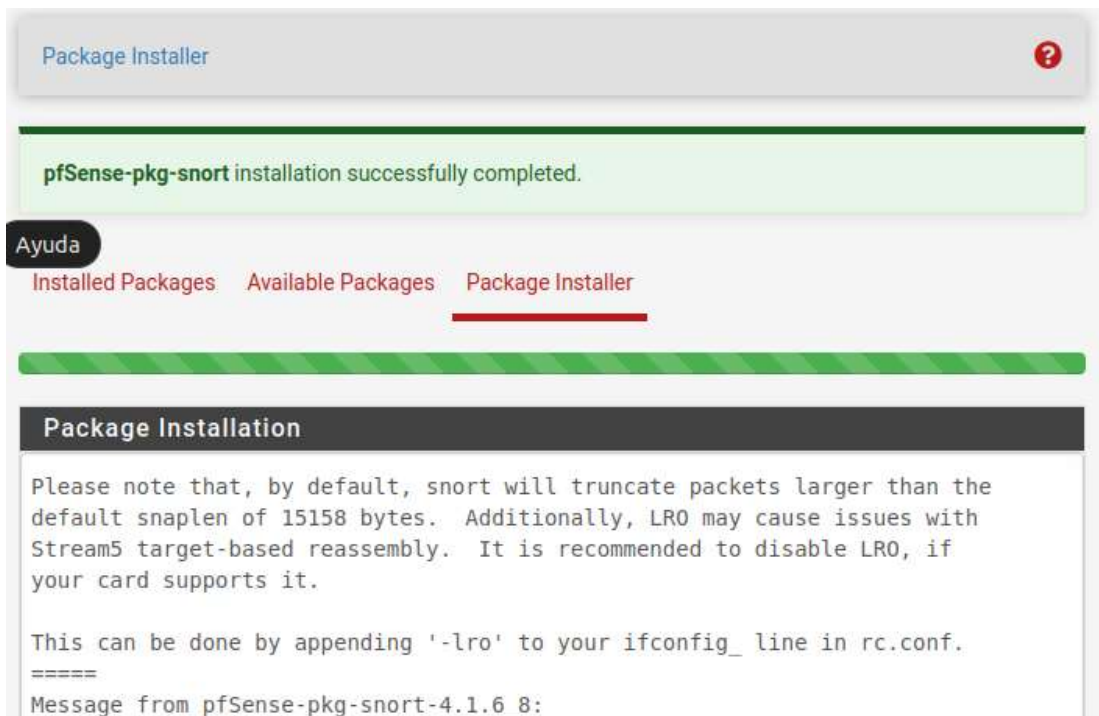 Package Installer
pfSense-pkg-snort installation successfully completed.
Ayuda
Installed Packages Available Packages Package Installer
Package Installation
Please note that, by default, snort will truncate packets larger than the
default snaplen of 15158 bytes.  Additionally, LRO may cause issues with
Stream5 target-based reassembly.  It is recommended to disable LRO, if
your card supports it.
This can be done by appending '-lro' to your ifconfig_ line in rc.conf.
=====
Message from pfSense-pkg-snort-4.1.6 8: